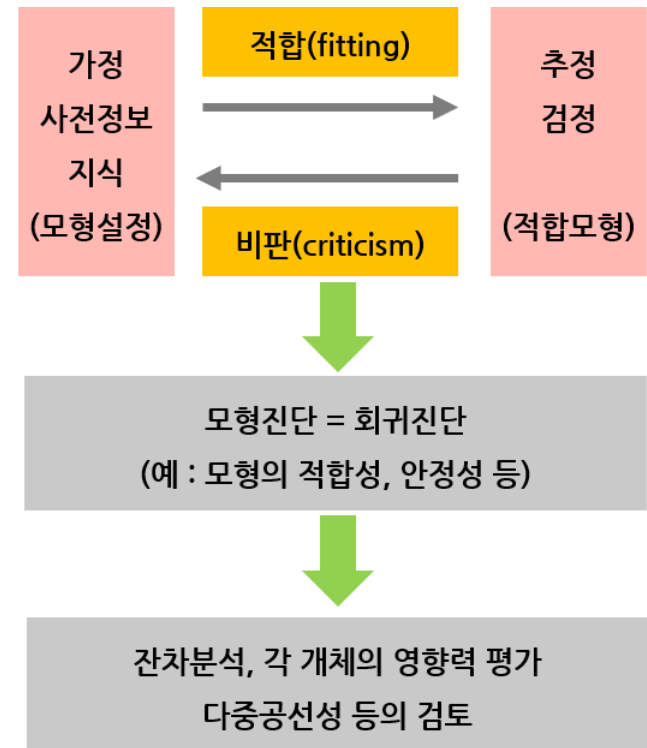 가정
사전정보
지식
(모형설정)
적합(fitting)
비판(criticism)
추정
검정
(적합모형)
모형진단 = 회귀진단
(예 : 모형의 적합성, 안정성 등)
잔차분석, 각 개체의 영향력 평가
다중공선성 등의 검토